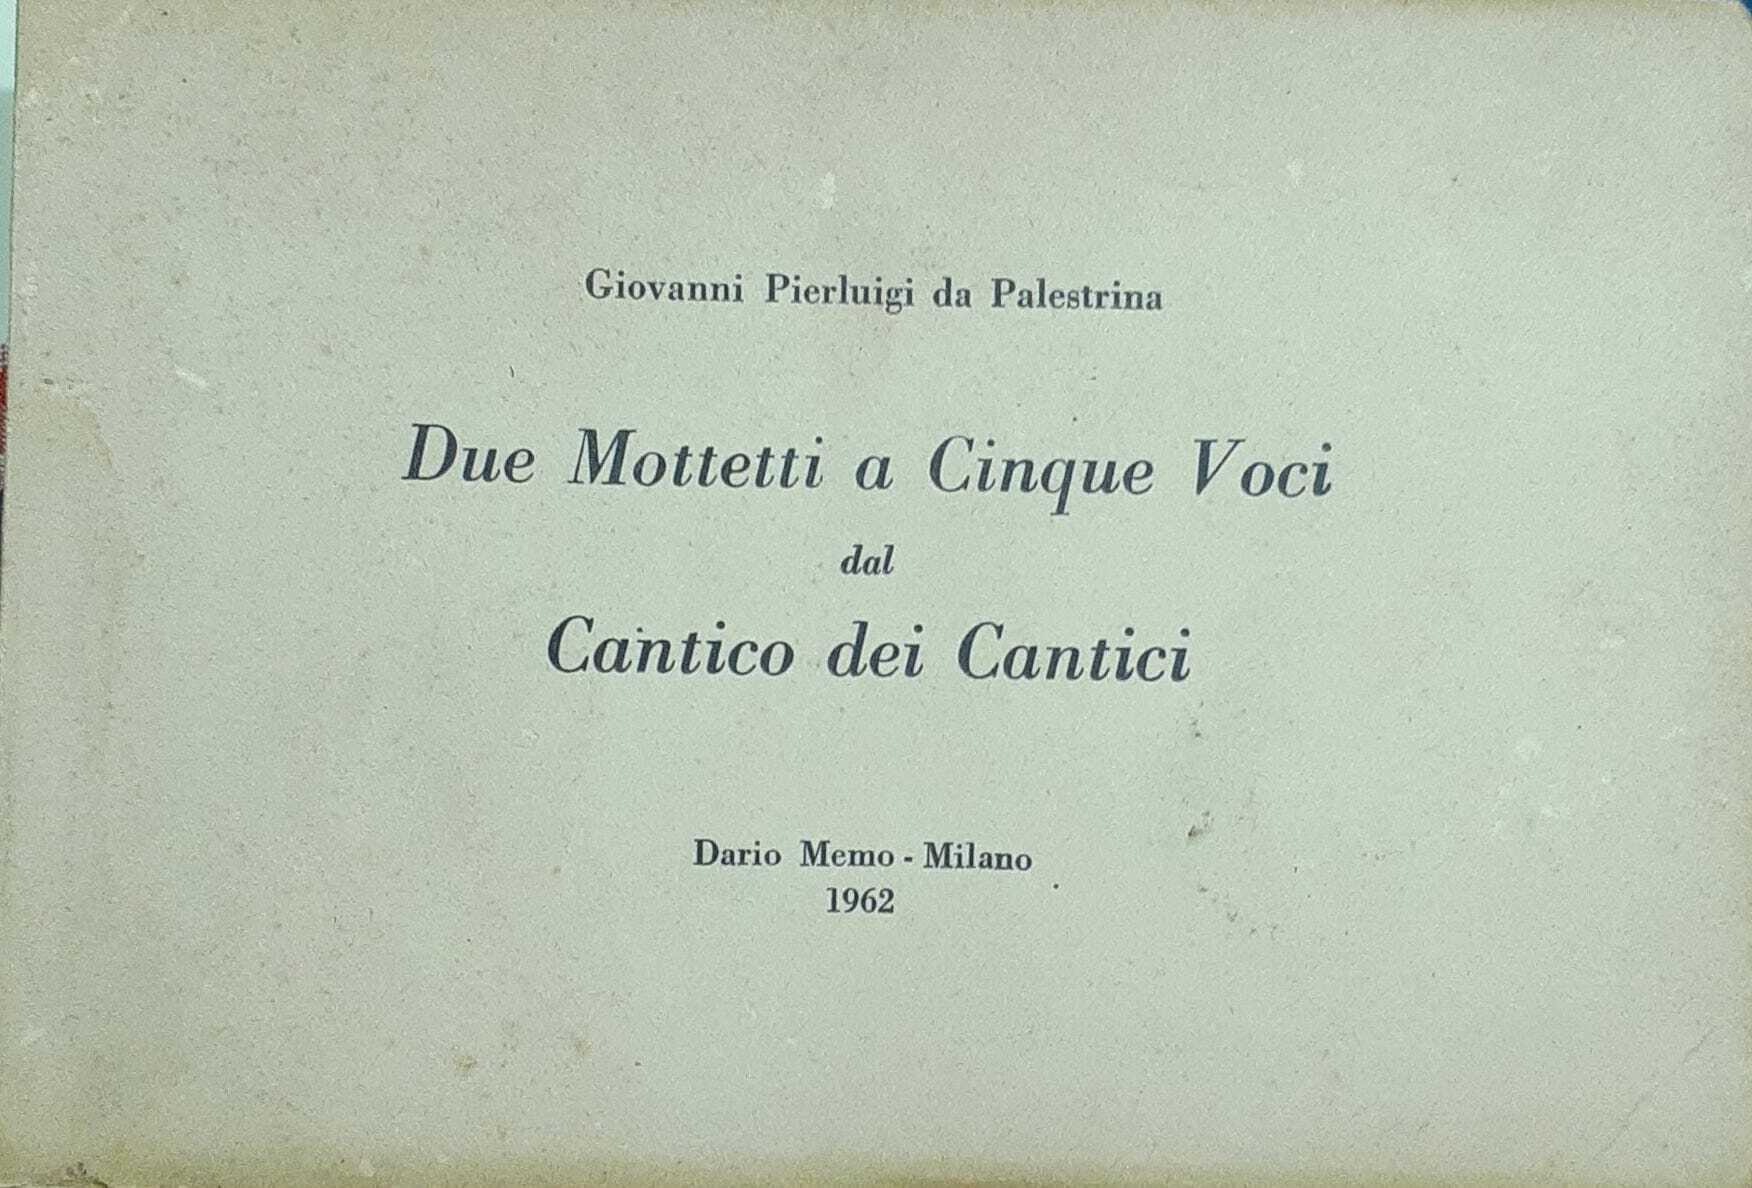 Giovanni Pierluigi da Palestrina
Due Mottetti a Cinque Voci
dal
Cantico dei Cantici
Dario Memo - Milano
1962